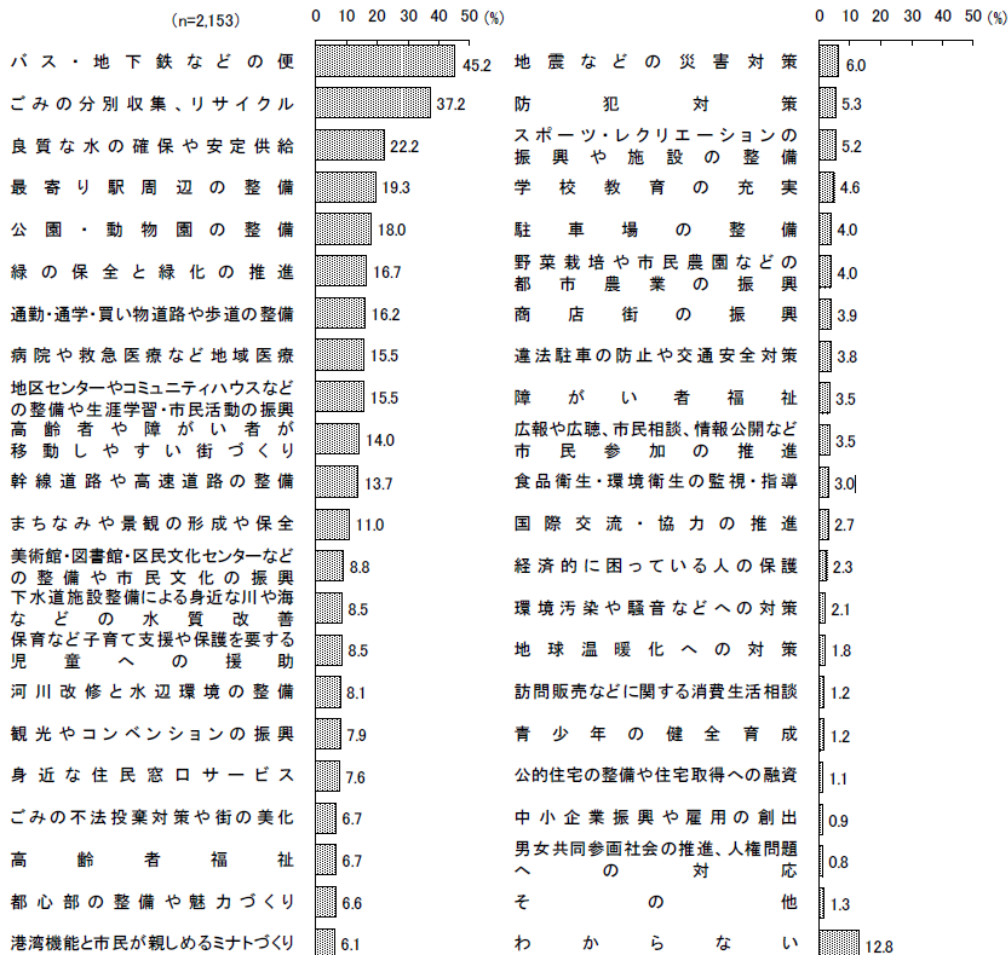 (n=2,153)
0 10 20 30 40 50 (%)
バス・地下鉄などの便 45.2
ごみの分別収集、リサイクル 37.2
良質な水の確保や安定供給 22.2
最寄り駅周辺の整備 19.3
公園・動物園の整備 18.0
緑の保全と緑化の推進 16.7
通勤・通学・買い物道路や歩道の整備 16.2
病院や救急医療など地域医療 15.5
地区センターやコミュニティハウスなど
の整備や生涯学習・市民活動の振興 15.5
高齢者や障がい者が
移動しやすい街づくり 14.0
幹線道路や高速道路の整備 13.7
まちなみや景観の形成や保全 11.0
美術館・図書館・区民文化センターなど
の整備や市民文化の振興 8.8
下水道施設整備による身近な川や海
などの水質改善 8.5
保育など子育て支援や保護を要する
児童への援助 8.5
河川改修と水辺環境の整備 8.1
観光やコンベンションの振興 7.9
身近な住民窓口サービス 7.6
ごみの不法投棄対策や街の美化 6.7
高齢者福祉 6.7
都心部の整備や魅力づくり 6.6
港湾機能と市民が親しめるミナトづくり 6.1
0 10 20 30 40 50 (%)
地震などの災害対策 6.0
防犯対策 5.3
スポーツ・レクリエーションの
振興や施設の整備 5.2
学校教育の充実 4.6
駐車場の整備 4.0
野菜栽培や市民農園などの
都市農業の振興 4.0
商店街の振興 3.9
違法駐車の防止や交通安全対策 3.8
障がい者福祉 3.5
広報や広聴、市民相談、情報公開など
市民参加の推進 3.5
食品衛生・環境衛生の監視・指導 3.0
国際交流・協力の推進 2.7
経済的に困っている人の保護 2.3
環境汚染や騒音などへの対策 2.1
地球温暖化への対策 1.8
訪問販売などに関する消費生活相談 1.2
青少年の健全育成 1.2
公的住宅の整備や住宅取得への融資 1.1
中小企業振興や雇用の創出 0.9
男女共同参画社会の推進、人権問題
への対応 0.8
その他 1.3
わからない 12.8